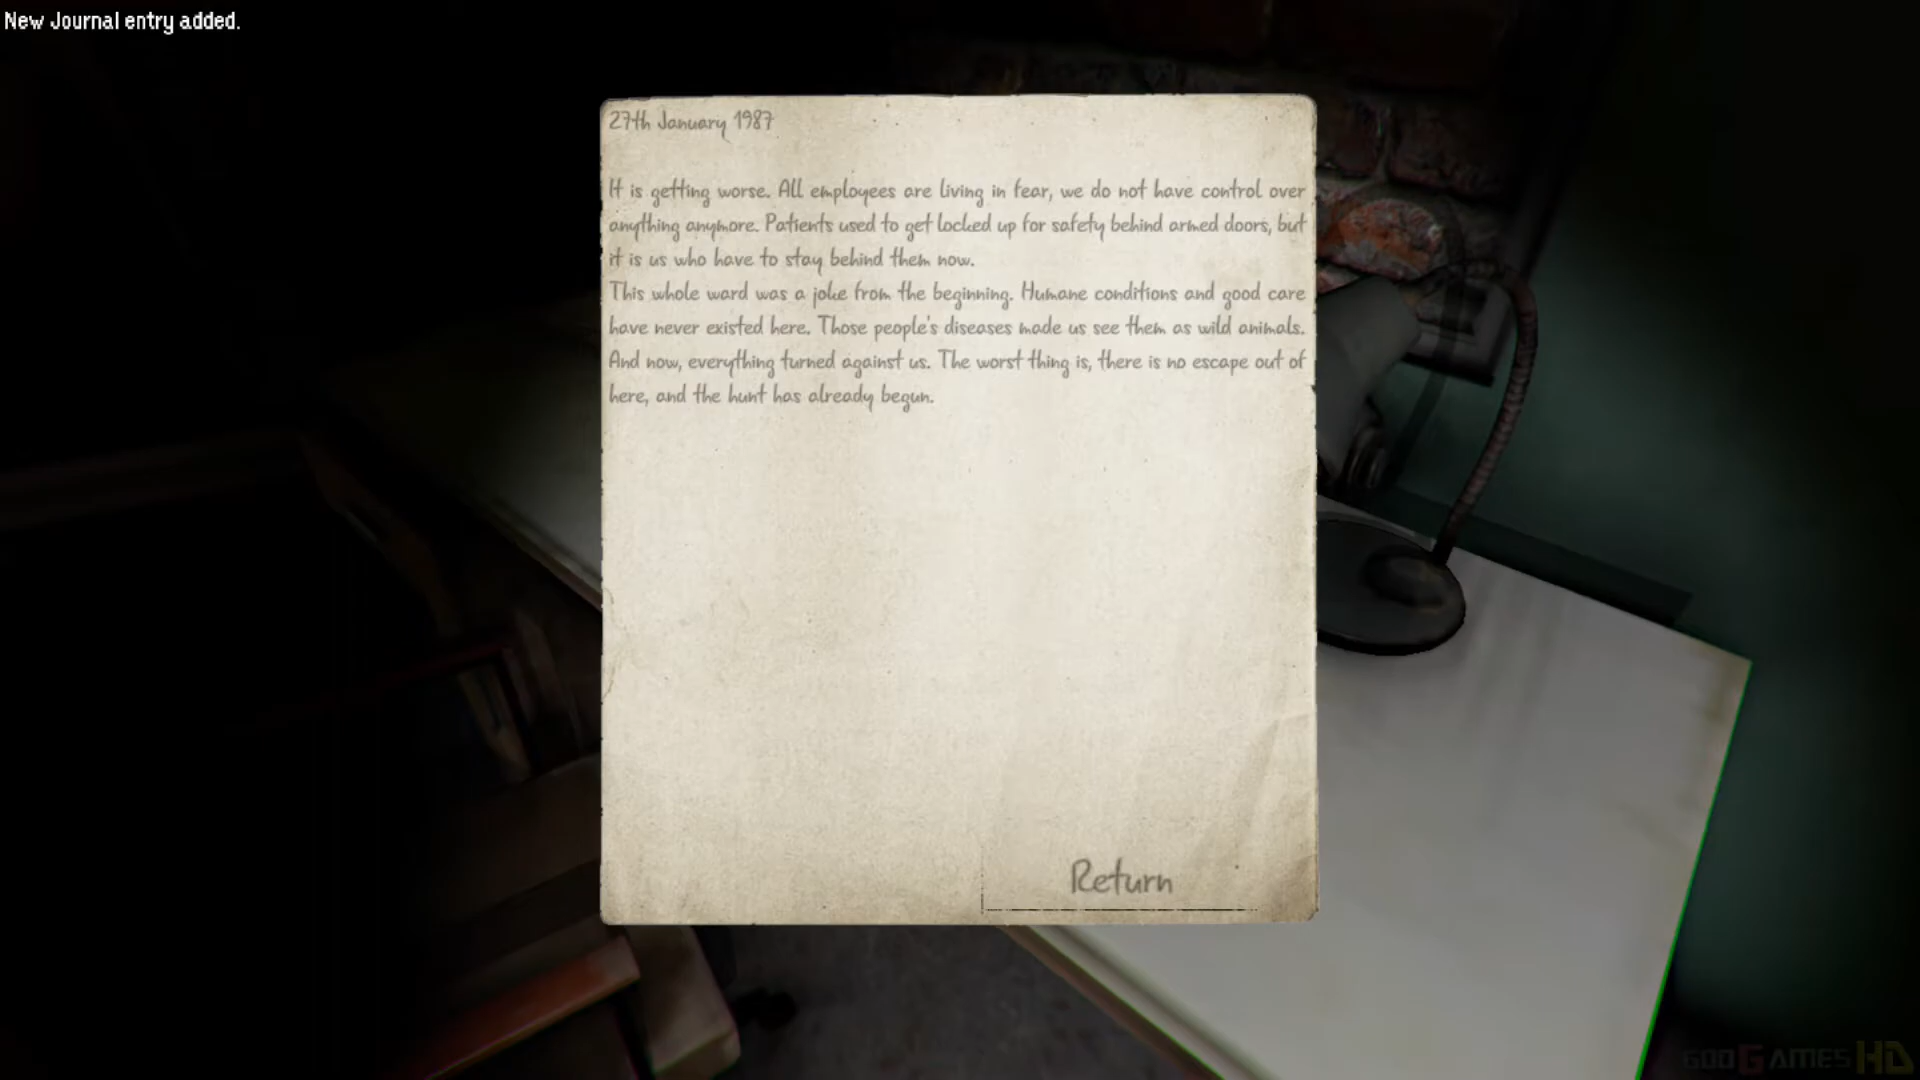 New Journal entry added.
27th January 1987
It is getting worse. All employees are living in fear, we do not have control over
anything anymore. Patients used to get locked up for safety behind armed doors, but
it is us who have to stay behind them now.
This whole ward was a joke from the beginning. Humane conditions and good care
have never existed here. Those people's diseases made us see them as wild animals.
And now, everything turned against us. The worst thing is, there is no escape out of
here, and the hunt has already begun.
Return
GOOGAMESHD